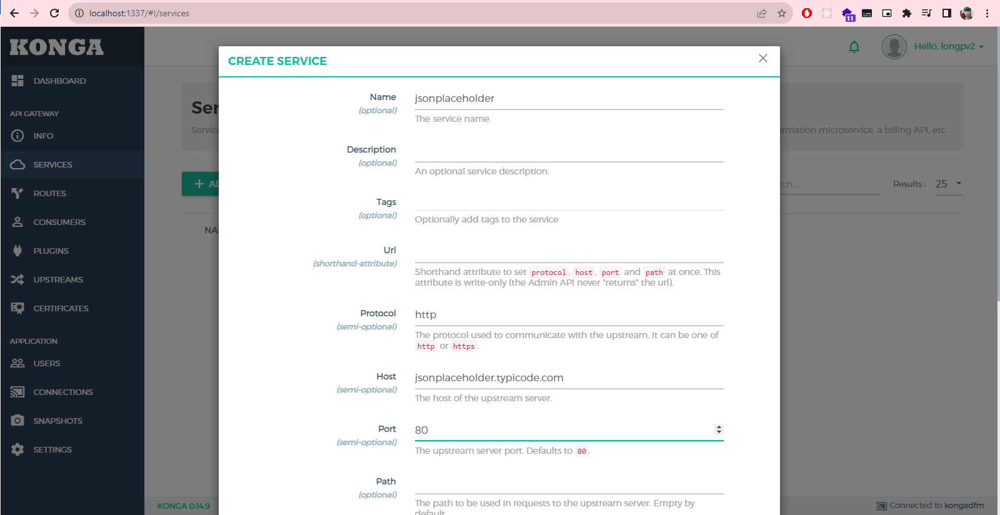 localhost:1337/#!/services
11
KONGA
Hello, longpv2
DASHBOARD
API GATEWAY
INFO
SERVICES
ROUTES
CONSUMERS
PLUGINS
UPSTREAMS
CERTIFICATES
APPLICATION
USERS
CONNECTIONS
SNAPSHOTS
SETTINGS
Ser
Service
ormation microservice, a billing API, etc.
+ AD
rch...
Results :
25
NA
CREATE SERVICE
Name
(optional)
jsonplaceholder
The service name.
Description
(optional)
An optional service description.
Tags
(optional)
Optionally add tags to the service
Url
(shorthand-attribute)
Shorthand attribute to set protocol, host, port and path at once. This
attribute is write-only (the Admin API never "returns" the url).
Protocol
(semi-optional)
http
The protocol used to communicate with the upstream. It can be one of
http or https.
Host
(semi-optional)
jsonplaceholder.typicode.com
The host of the upstream server.
Port
(semi-optional)
80
The upstream server port. Defaults to 80.
Path
(optional)
The path to be used in requests to the upstream server. Empty by
default.
KONGA 0.14.9
Connected to kongadfm